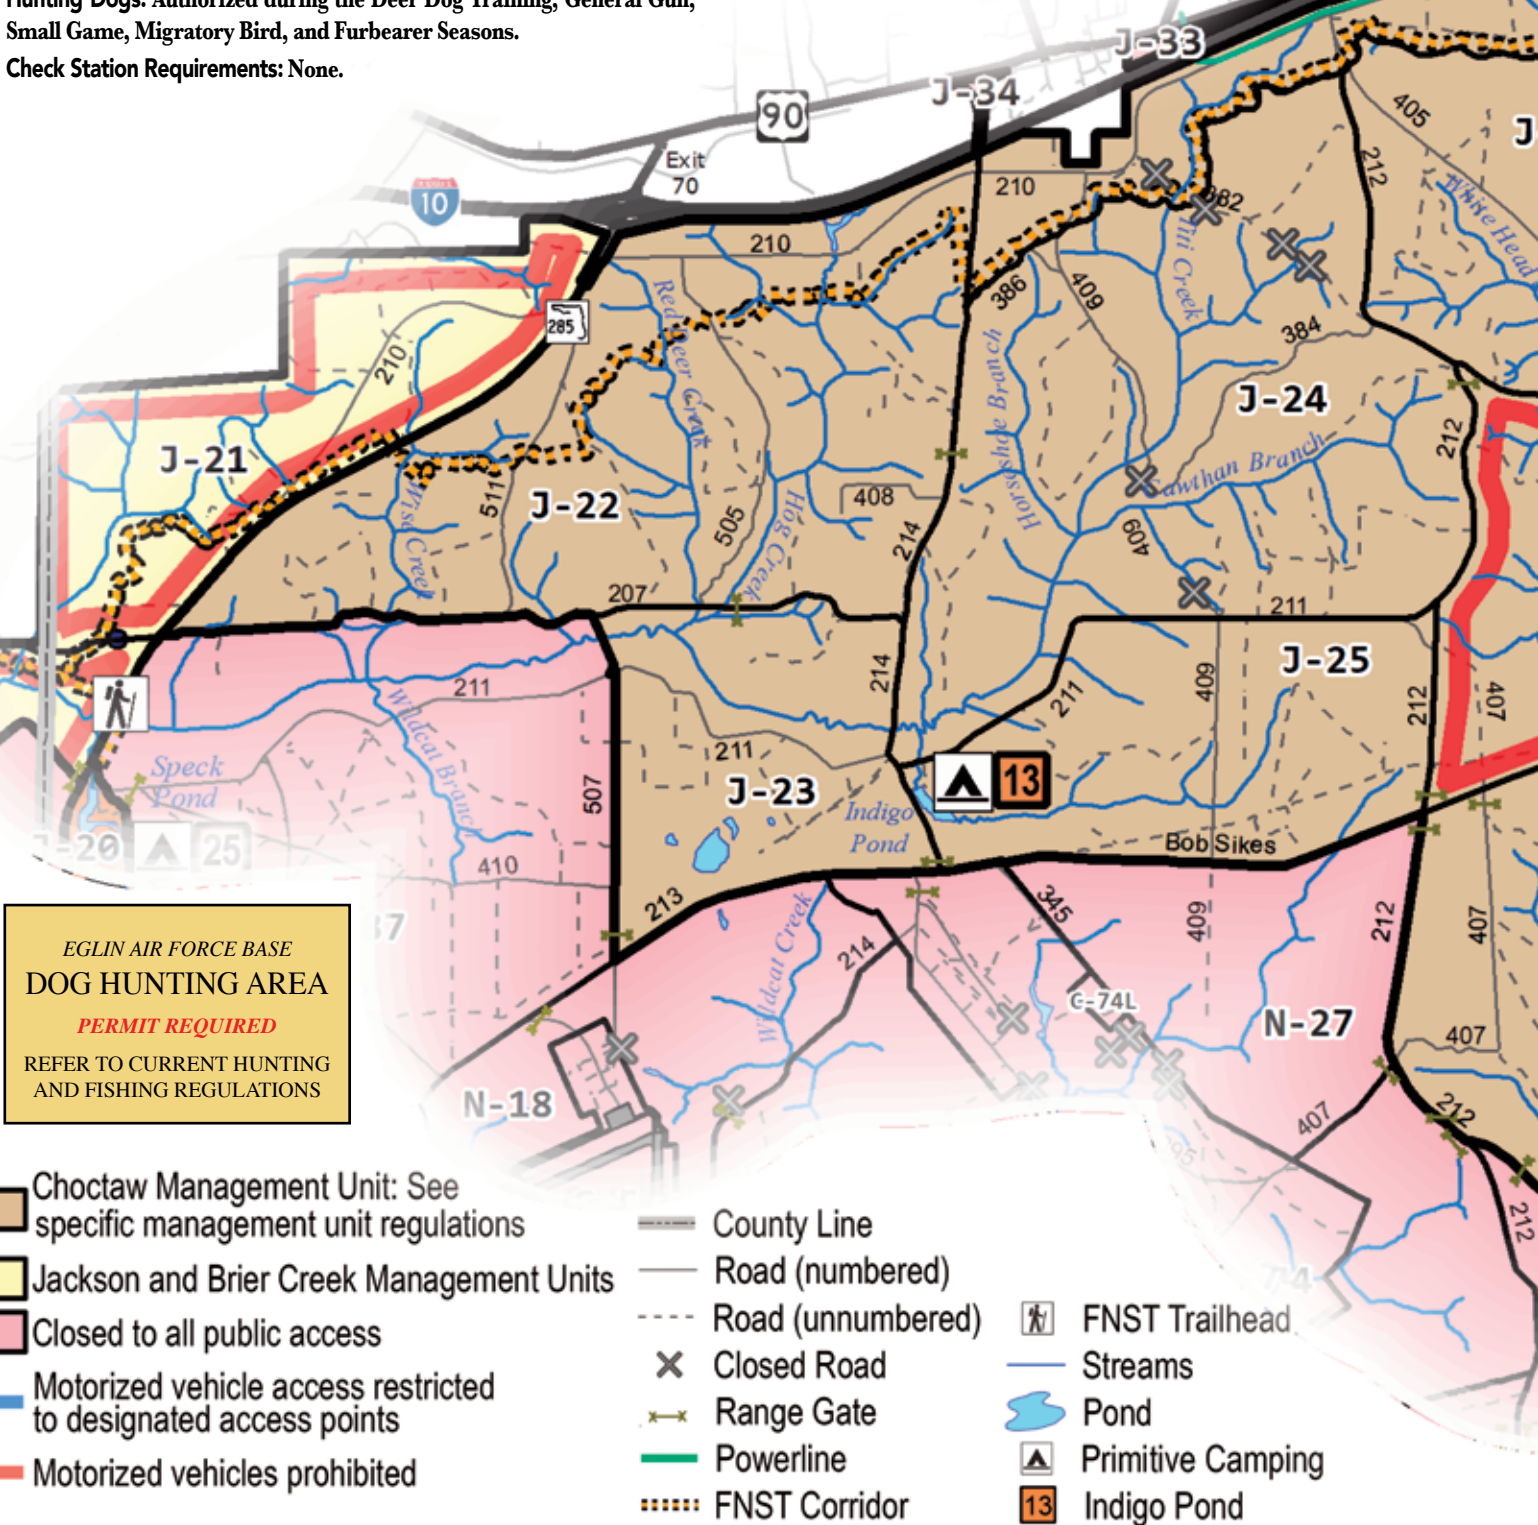 Hunting Dogs: Authorized during the Deer Dog Training, General Gun,
Small Game, Migratory Bird, and Furbearer Seasons.
Check Station Requirements: None.
J-33
J-34
90
Exit
70
10
405
J
212
210
382
White Head
210
Titi Creek
386
409
285
Red Deer Creek
384
210
Horseshoe Branch
J-24
J-21
212
Cawthan Branch
J-22
408
511
505
Hog Creek
Wise Creek
214
409
207
211
J-25
214
409
211
212
407
211
Wildcat Branch
211
Speck
Pond
507
J-23
13
Indigo
Pond
J-20
25
Bob Sikes
410
213
345
409
212
407
Wildcat Creek
214
EGLIN AIR FORCE BASE
DOG HUNTING AREA
PERMIT REQUIRED
REFER TO CURRENT HUNTING
AND FISHING REGULATIONS
C-74L
N-27
407
N-18
212
407
95
212
Choctaw Management Unit: See
specific management unit regulations
Jackson and Brier Creek Management Units
Closed to all public access
Motorized vehicle access restricted
to designated access points
Motorized vehicles prohibited
County Line
Road (numbered)
Road (unnumbered)
Closed Road
Range Gate
Powerline
FNST Corridor
FNST Trailhead
Streams
Pond
Primitive Camping
13 Indigo Pond